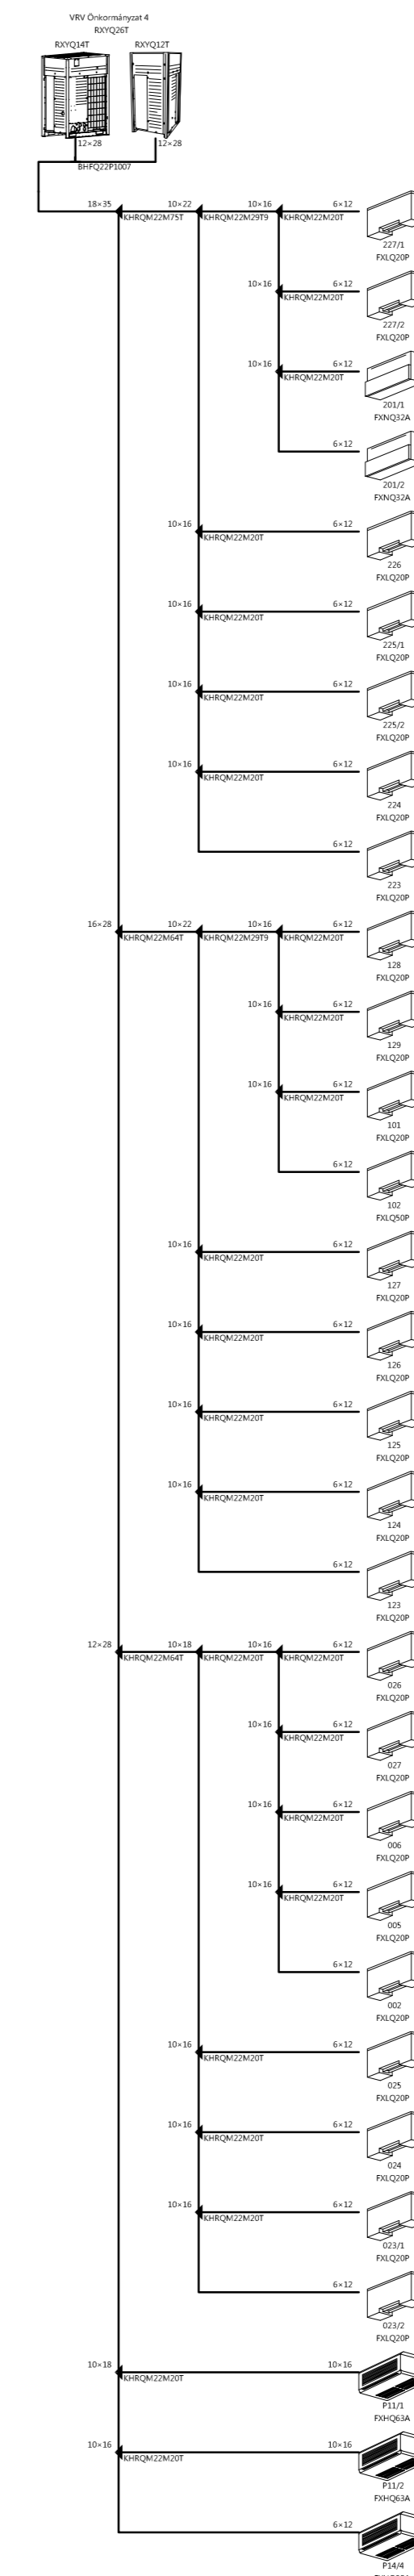 VRV Önkormányzat 4
RXYQ26T
RXYQ14T RXYQ12T
12×28 12×28
BHFQ22P1007
18×35 10×22 10×16 6×12
KHRQM22M75T KHRQM22M29T9 KHRQM22M20T
227/1
FXLQ20P
10×16 6×12
KHRQM22M20T
227/2
FXLQ20P
10×16 6×12
KHRQM22M20T
201/1
FXNQ32A
6×12
201/2
FXNQ32A
10×16 6×12
KHRQM22M20T
226
FXLQ20P
10×16 6×12
KHRQM22M20T
225/1
FXLQ20P
10×16 6×12
KHRQM22M20T
225/2
FXLQ20P
10×16 6×12
KHRQM22M20T
224
FXLQ20P
6×12
223
FXLQ20P
16×28 10×22 10×16 6×12
KHRQM22M64T KHRQM22M29T9 KHRQM22M20T
128
FXLQ20P
10×16 6×12
KHRQM22M20T
129
FXLQ20P
10×16 6×12
KHRQM22M20T
101
FXLQ20P
6×12
102
FXLQ50P
10×16 6×12
KHRQM22M20T
127
FXLQ20P
10×16 6×12
KHRQM22M20T
126
FXLQ20P
10×16 6×12
KHRQM22M20T
125
FXLQ20P
10×16 6×12
KHRQM22M20T
124
FXLQ20P
6×12
123
FXLQ20P
12×28 10×18 10×16 6×12
KHRQM22M64T KHRQM22M20T KHRQM22M20T
026
FXLQ20P
10×16 6×12
KHRQM22M20T
027
FXLQ20P
10×16 6×12
KHRQM22M20T
006
FXLQ20P
10×16 6×12
KHRQM22M20T
005
FXLQ20P
6×12
002
FXLQ20P
10×16 6×12
KHRQM22M20T
025
FXLQ20P
10×16 6×12
KHRQM22M20T
024
FXLQ20P
10×16 6×12
KHRQM22M20T
023/1
FXLQ20P
6×12
023/2
FXLQ20P
10×18 10×16
KHRQM22M20T
P11/1
FXHQ63A
10×16 10×16
KHRQM22M20T
P11/2
FXHQ63A
6×12
P14/4